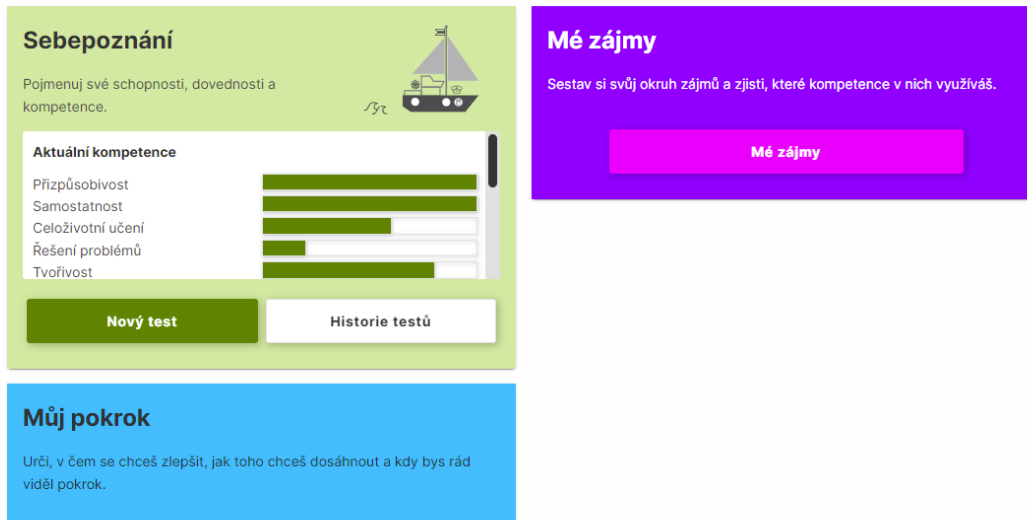 Sebepoznání
Pojmenuj své schopnosti, dovednosti a
kompetence.
Aktuální kompetence
Přizpůsobivost
Samostatnost
Celoživotní učení
Řešení problémů
Tvořivost
Nový test
Historie testů
Můj pokrok
Urči, v čem se chceš zlepšit, jak toho chceš dosáhnout a kdy bys rád
viděl pokrok.
Mé zájmy
Sestav si svůj okruh zájmů a zjisti, které kompetence v nich využíváš.
Mé zájmy